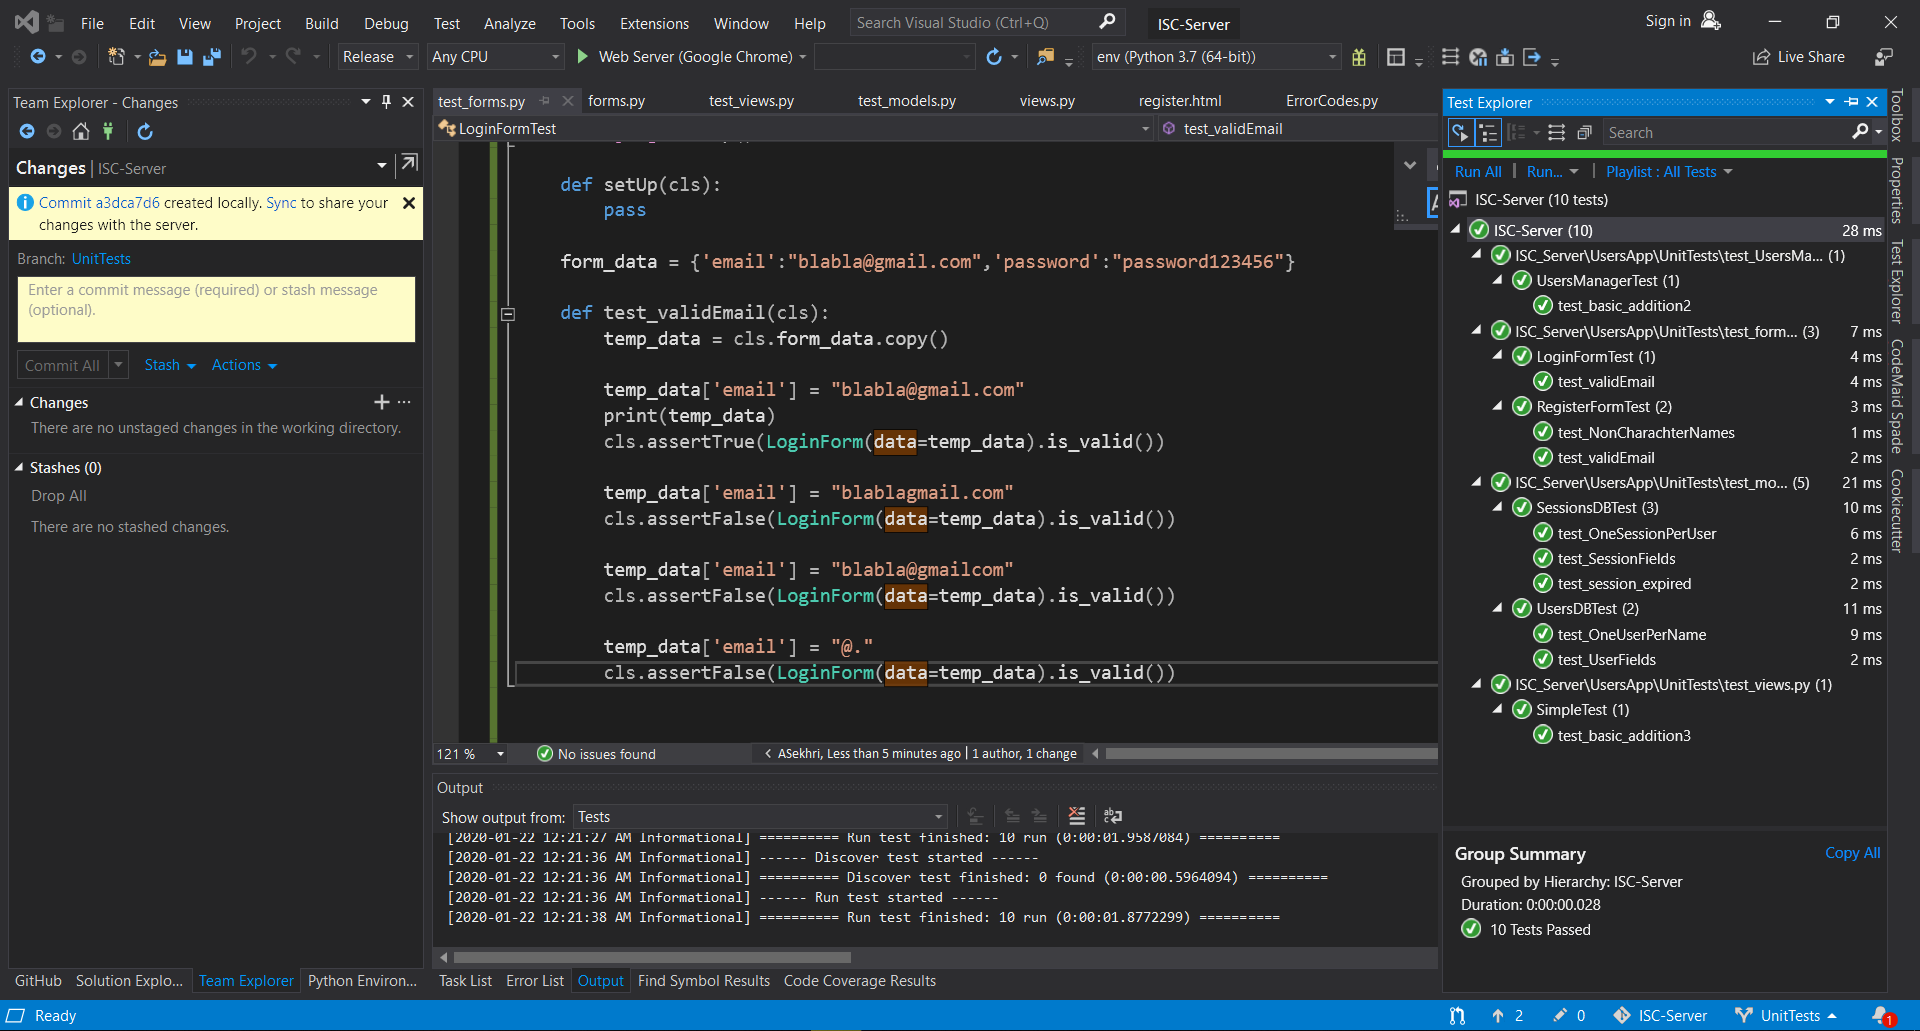 File Edit View Project Build Debug Test Analyze Tools Extensions Window Help Search Visual Studio (Ctrl+Q) ISC-Server Sign in
Release Any CPU Web Server (Google Chrome) env (Python 3.7 (64-bit)) Live Share
Team Explorer - Changes
Changes | ISC-Server
Commit a3dca7d6 created locally. Sync to share your
changes with the server.
Branch: UnitTests
Enter a commit message (required) or stash message
(optional).
Commit All Stash Actions
Changes
There are no unstaged changes in the working directory.
Stashes (0)
Drop All
There are no stashed changes.
GitHub Solution Explo... Team Explorer Python Environ...
test_forms.py forms.py test_views.py test_models.py views.py register.html ErrorCodes.py
LoginFormTest test_validEmail
def setUp(cls):
pass
form_data = {'email':"blabla@gmail.com",'password':"password123456"}
def test_validEmail(cls):
temp_data = cls.form_data.copy()
temp_data['email'] = "blabla@gmail.com"
print(temp_data)
cls.assertTrue(LoginForm(data=temp_data).is_valid())
temp_data['email'] = "blablagmail.com"
cls.assertFalse(LoginForm(data=temp_data).is_valid())
temp_data['email'] = "blabla@gmailcom"
cls.assertFalse(LoginForm(data=temp_data).is_valid())
temp_data['email'] = "@."
cls.assertFalse(LoginForm(data=temp_data).is_valid())
121 % No issues found ASekhri, Less than 5 minutes ago | 1 author, 1 change
Output
Show output from: Tests
[2020-01-22 12:21:27 AM Informational] ========== Run test finished: 10 run (0:00:01.9587084) ==========
[2020-01-22 12:21:36 AM Informational] ------ Discover test started ------
[2020-01-22 12:21:36 AM Informational] ========== Discover test finished: 0 found (0:00:00.5964094) ==========
[2020-01-22 12:21:36 AM Informational] ------ Run test started ------
[2020-01-22 12:21:38 AM Informational] ========== Run test finished: 10 run (0:00:01.8772299) ==========
Task List Error List Output Find Symbol Results Code Coverage Results
Test Explorer
Search
Run All | Run... | Playlist : All Tests
ISC-Server (10 tests)
ISC-Server (10) 28 ms
ISC_Server\UsersApp\UnitTests\test_UsersMa... (1)
UsersManagerTest (1)
test_basic_addition2
ISC_Server\UsersApp\UnitTests\test_form... (3) 7 ms
LoginFormTest (1) 4 ms
test_validEmail 4 ms
RegisterFormTest (2) 3 ms
test_NonCharachterNames 1 ms
test_validEmail 2 ms
ISC_Server\UsersApp\UnitTests\test_mo... (5) 21 ms
SessionsDBTest (3) 10 ms
test_OneSessionPerUser 6 ms
test_SessionFields 2 ms
test_session_expired 2 ms
UsersDBTest (2) 11 ms
test_OneUserPerName 9 ms
test_UserFields 2 ms
ISC_Server\UsersApp\UnitTests\test_views.py (1)
SimpleTest (1)
test_basic_addition3
Group Summary Copy All
Grouped by Hierarchy: ISC-Server
Duration: 0:00:00.028
10 Tests Passed
Toolbox
Properties
Test Explorer
CodeMaid Spade
Cookiecutter
Ready 2 0 ISC-Server UnitTests 1